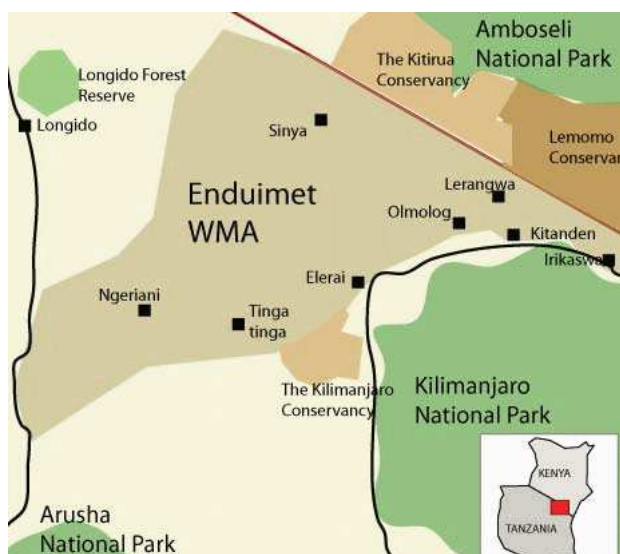 Amboseli
National Park
The Kitirua
Conservancy
Longido Forest
Reserve
Longido
Sinya
Lemomo
Conservan
Lerangwa
Enduimet
WMA
Olmolog
Kitanden
Irikaswa
Elerai
Ngeriani
Tinga
tinga
The Kilimanjaro
Conservancy
Kilimanjaro
National Park
KENYA
TANZANIA
Arusha
National Park